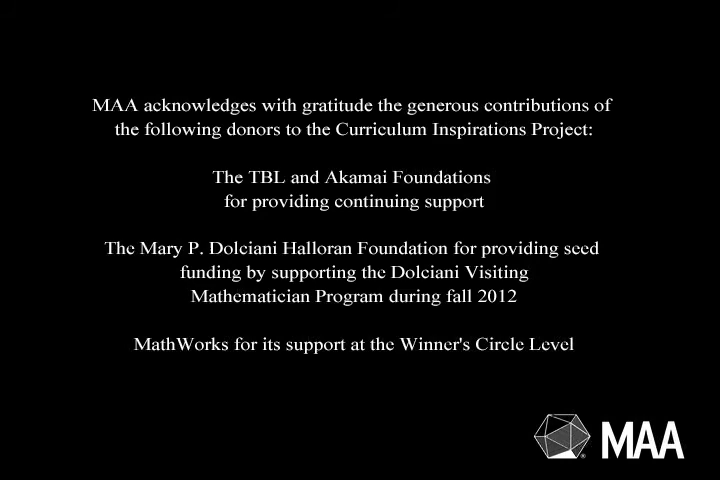 MAA acknowledges with gratitude the generous contributions of
the following donors to the Curriculum Inspirations Project:
The TBL and Akamai Foundations
for providing continuing support
The Mary P. Dolciani Halloran Foundation for providing seed
funding by supporting the Dolciani Visiting
Mathematician Program during fall 2012
MathWorks for its support at the Winner's Circle Level
MAA